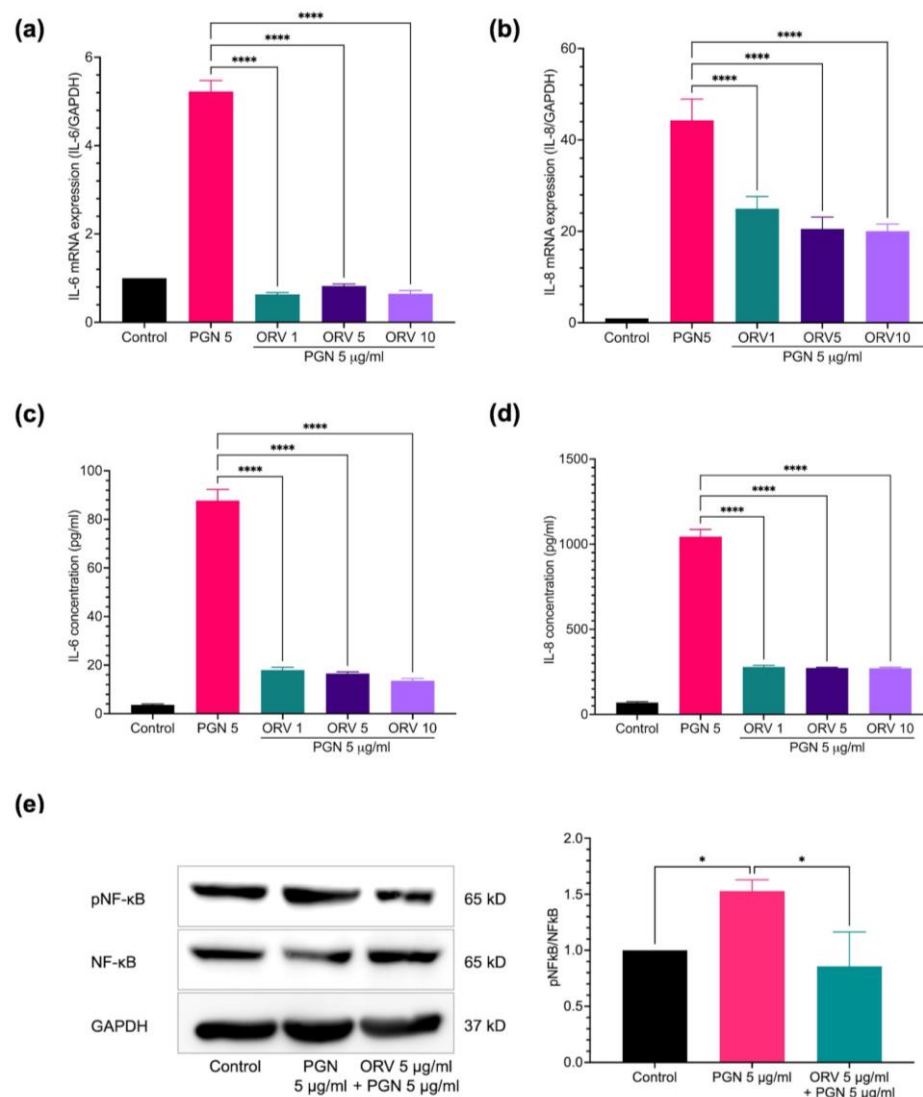 (a)
IL-6 mRNA expression (IL-6/GAPDH)
6
4
2
0
****
****
****
Control
PGN 5
ORV 1
ORV 5
ORV 10
PGN 5 µg/ml
(b)
IL-8 mRNA expression (IL-8/GAPDH)
60
40
20
0
****
****
****
Control
PGN5
ORV1
ORV5
ORV10
PGN 5 µg/ml
(c)
IL-6 concentration (pg/ml)
100
80
60
40
20
0
****
****
****
Control
PGN 5
ORV 1
ORV 5
ORV 10
PGN 5 µg/ml
(d)
IL-8 concentration (pg/ml)
1500
1000
500
0
****
****
****
Control
PGN 5
ORV 1
ORV 5
ORV 10
PGN 5 µg/ml
(e)
pNF-κB
65 kD
NF-κB
65 kD
GAPDH
37 kD
Control
PGN
5 µg/ml
ORV 5 µg/ml
+ PGN 5 µg/ml
pNFkB/NFkB
2.0
1.5
1.0
0.5
0.0
*
*
Control
PGN 5 µg/ml
ORV 5 µg/ml
+ PGN 5 µg/ml